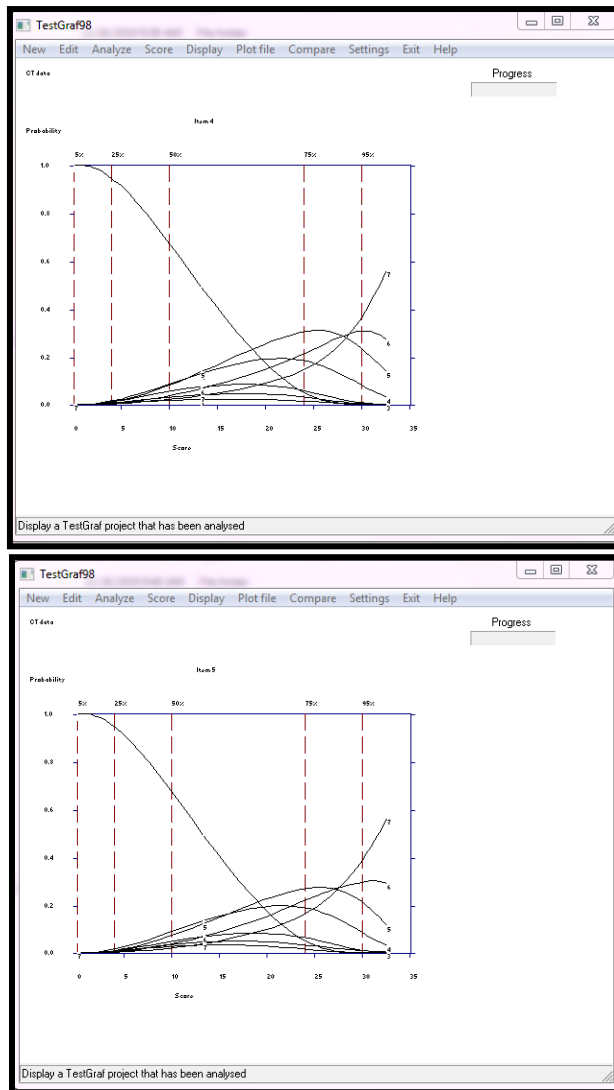 TestGraf98
New Edit Analyze Score Display Plot file Compare Settings Exit Help
CT data
Progress
Item 4
Probability
5% 25% 50% 75% 95%
1.0
0.8
0.6
7
0.4
6
0.2
5
5
4
7
3
0.0
0 5 10 15 20 25 30 35
Score
Display a TestGraf project that has been analysed
TestGraf98
New Edit Analyze Score Display Plot file Compare Settings Exit Help
CT data
Progress
Item 5
Probability
5% 25% 50% 75% 95%
1.0
0.8
0.6
7
0.4
6
0.2
5
5
7
4
3
0.0
0 5 10 15 20 25 30 35
Score
Display a TestGraf project that has been analysed